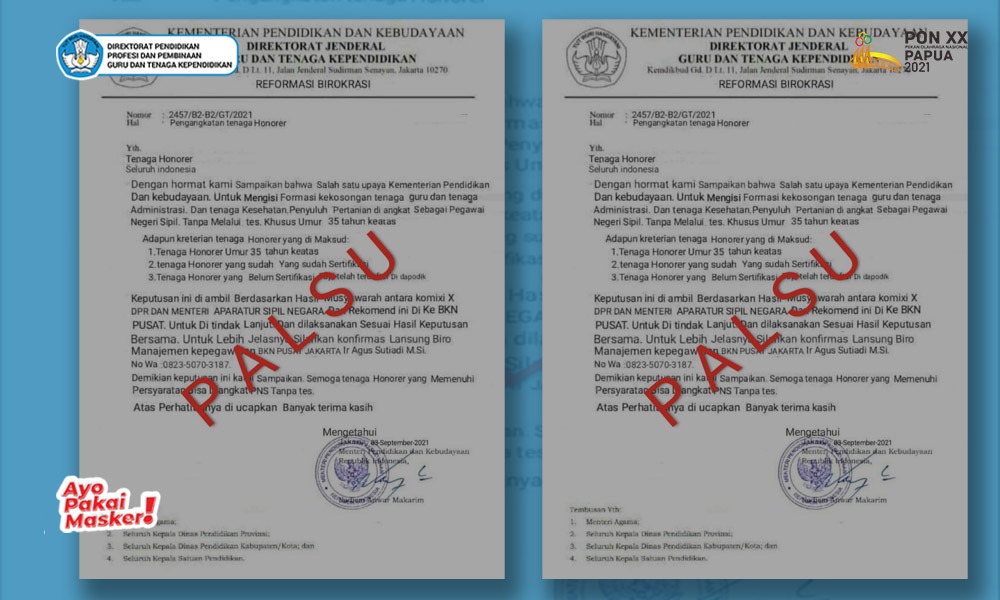 DIREKTORAT PENDIDIKAN
PROFESI DAN PEMBINAAN
GURU DAN TENAGA KEPENDIDIKAN
PON XX
PEKAN OLAHRAGA NASIONAL
PAPUA
2021
KEMENTERIAN PENDIDIKAN DAN KEBUDAYAAN
DIREKTORAT JENDERAL
GURU DAN TENAGA KEPENDIDIKAN
D Lt. 11, Jalan Jenderal Sudirman Senayan, Jakarta 10270
REFORMASI BIROKRASI
Nomor : 2457/B2-B2/GT/2021
Hal : Pengangkatan tenaga Honorer
Yth.
Tenaga Honorer
Seluruh indonesia
Dengan hormat kami Sampaikan bahwa Salah satu upaya Kementerian Pendidikan
Dan kebudayaan. Untuk Mengisi Formasi kekosongan tenaga guru dan tenaga
Administrasi. Dan tenaga Kesehatan.Penyuluh Pertanian di angkat Sebagai Pegawai
Negeri Sipil. Tanpa Melalui tes. Khusus Umur 35 tahun keatas
Adapun kreterian tenaga Honorer yang di Maksud:
1.Tenaga Honorer Umur 35 tahun keatas
2.tenaga Honorer yang sudah Yang sudah Sertifikati
3.Tenaga Honorer yang Belum Sertifikasi Di dapodik
Keputusan ini di ambil Berdasarkan Hasil Musyawarah antara komixi X
DPR DAN MENTERI APARATUR SIPIL NEGARA Dan Rekomend ini Di Ke BKN
PUSAT. Untuk Di tindak Lanjut Dan dilaksanakan Sesuai Hasil Keputusan
Bersama. Untuk Lebih Jelasnya Silahkan konfirmas Lansung Biro
Manajemen kepegawaian BKN PUSAT JAKARTA Ir Agus Sutiadi M.Si.
No Wa :0823-5070-3187.
Demikian keputusan ini kami Sampaikan. Semoga tenaga Honorer yang Memenuhi
Persyaratan Bisa Diangkat PNS Tanpa tes.
Atas Perhatiannya di ucapkan Banyak terima kasih
Mengetahui
Jakarta, 03-September-2021
Menteri Pendidikan dan Kebudayaan
Republik Indonesia,
Nadiem Anwar Makarim
Agama;
2. Seluruh Kepala Dinas Pendidikan Provinsi;
3. Seluruh Kepala Dinas Pendidikan Kabupaten/Kota; dan
4. Seluruh Kepala Satuan Pendidikan.
PALSU
KEMENTERIAN PENDIDIKAN DAN KEBUDAYAAN
DIREKTORAT JENDERAL
GURU DAN TENAGA KEPENDIDIKAN
Kemdikbud Gd. D Lt. 11, Jalan Jenderal Sudirman Senayan, Jakarta 10270
REFORMASI BIROKRASI
Nomor : 2457/B2-B2/GT/2021
Hal : Pengangkatan tenaga Honorer
Yth.
Tenaga Honorer
Seluruh indonesia
Dengan hormat kami Sampaikan bahwa Salah satu upaya Kementerian Pendidikan
Dan kebudayaan. Untuk Mengisi Formasi kekosongan tenaga guru dan tenaga
Administrasi. Dan tenaga Kesehatan.Penyuluh Pertanian di angkat Sebagai Pegawai
Negeri Sipil. Tanpa Melalui tes. Khusus Umur 35 tahun keatas
Adapun kreterian tenaga Honorer yang di Maksud:
1.Tenaga Honorer Umur 35 tahun keatas
2.tenaga Honorer yang sudah Yang sudah Sertifikati
3.Tenaga Honorer yang Belum Sertifikasi Di dapodik
Keputusan ini di ambil Berdasarkan Hasil Musyawarah antara komixi X
DPR DAN MENTERI APARATUR SIPIL NEGARA Dan Rekomend ini Di Ke BKN
PUSAT. Untuk Di tindak Lanjut Dan dilaksanakan Sesuai Hasil Keputusan
Bersama. Untuk Lebih Jelasnya Silahkan konfirmas Lansung Biro
Manajemen kepegawaian BKN PUSAT JAKARTA Ir Agus Sutiadi M.Si.
No Wa :0823-5070-3187.
Demikian keputusan ini kami Sampaikan. Semoga tenaga Honorer yang Memenuhi
Persyaratan Bisa Diangkat PNS Tanpa tes.
Atas Perhatiannya di ucapkan Banyak terima kasih
Mengetahui
Jakarta, 03-September-2021
Menteri Pendidikan dan Kebudayaan
Republik Indonesia,
Nadiem Anwar Makarim
Tembusan Yth:
1. Menteri Agama;
2. Seluruh Kepala Dinas Pendidikan Provinsi;
3. Seluruh Kepala Dinas Pendidikan Kabupaten/Kota; dan
4. Seluruh Kepala Satuan Pendidikan.
PALSU
Ayo
Pakai
Masker!